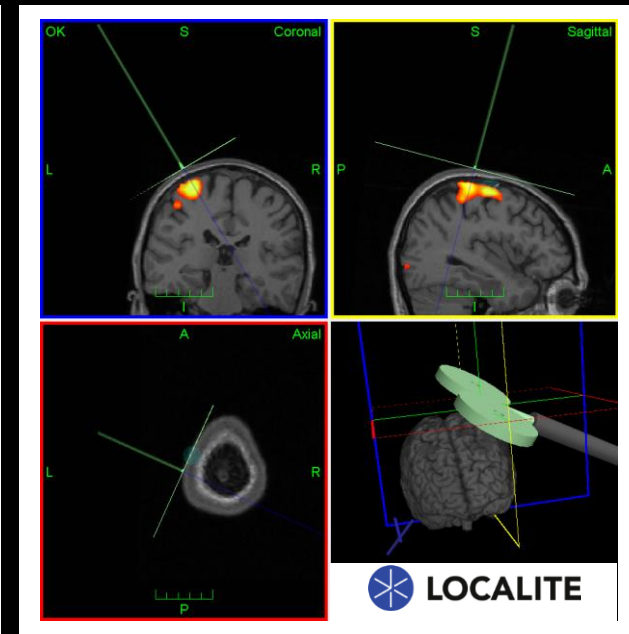 OK S Coronal
L R
I
S Sagittal
P A
I
A Axial
L R
P
LOCALITE